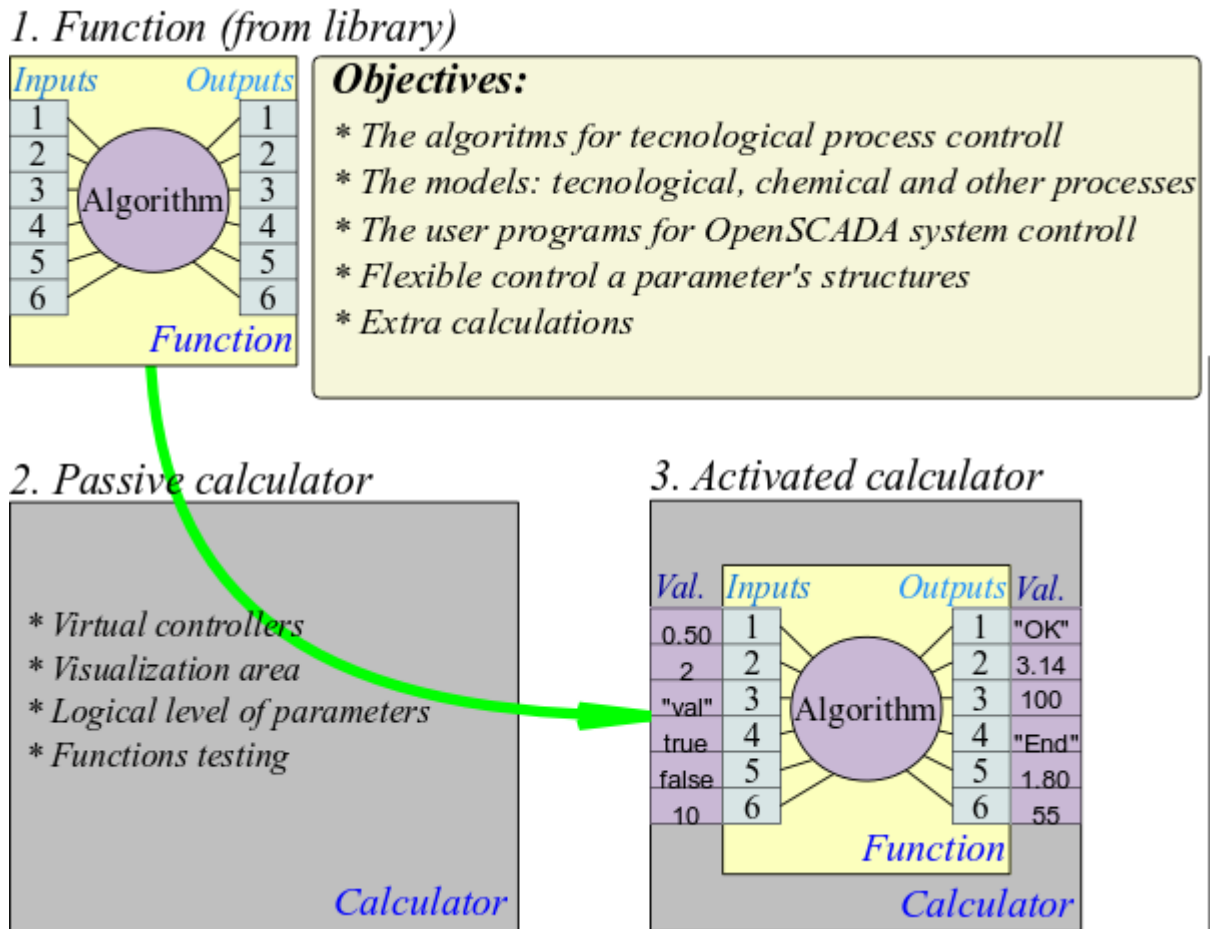 1. Function (from library)
Inputs Outputs
1 1
2 2
3 3
Algorithm
4 4
5 5
6 6
Function
Objectives:
* The algoritms for tecnological process controll
* The models: tecnological, chemical and other processes
* The user programs for OpenSCADA system controll
* Flexible control a parameter's structures
* Extra calculations
2. Passive calculator
* Virtual controllers
* Visualization area
* Logical level of parameters
* Functions testing
Calculator
3. Activated calculator
Val. Inputs Outputs Val.
0.50 1 1 "OK"
2 2 2 3.14
"val" 3 3 100
Algorithm
true 4 4 "End"
false 5 5 1.80
10 6 6 55
Function
Calculator